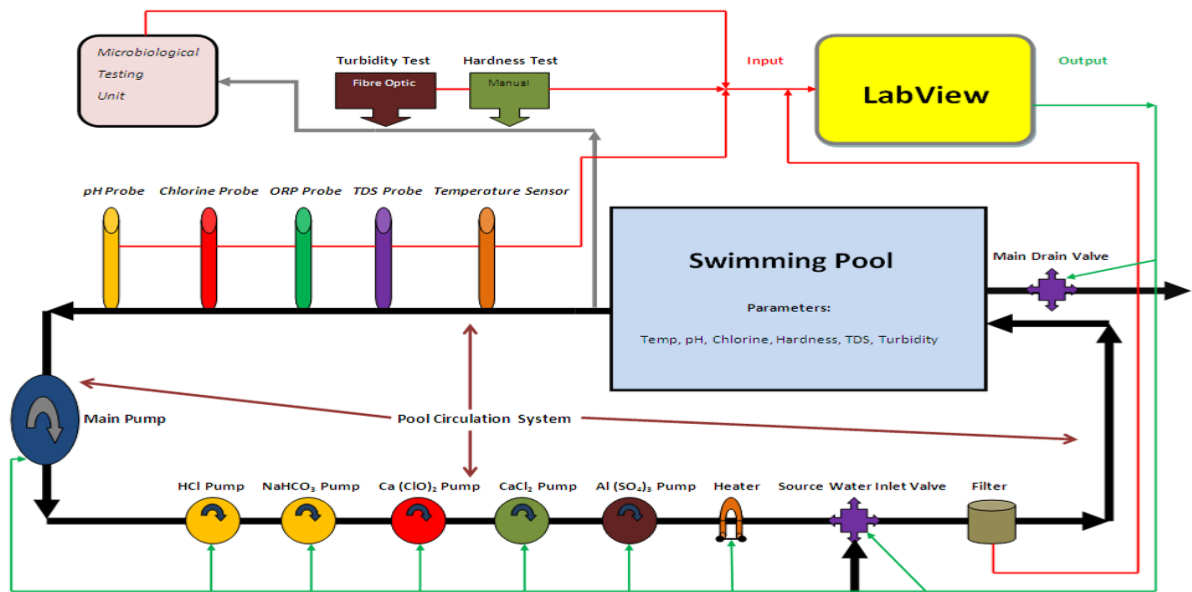 Microbiological
Testing
Unit
Turbidity Test
Fibre Optic
Hardness Test
Manual
Input
LabView
Output
pH Probe
Chlorine Probe
ORP Probe
TDS Probe
Temperature Sensor
Swimming Pool
Parameters:
Temp, pH, Chlorine, Hardness, TDS, Turbidity
Main Drain Valve
Main Pump
Pool Circulation System
HCl Pump
NaHCO₃ Pump
Ca (ClO)₂ Pump
CaCl₂ Pump
Al (SO₄)₃ Pump
Heater
Source Water Inlet Valve
Filter